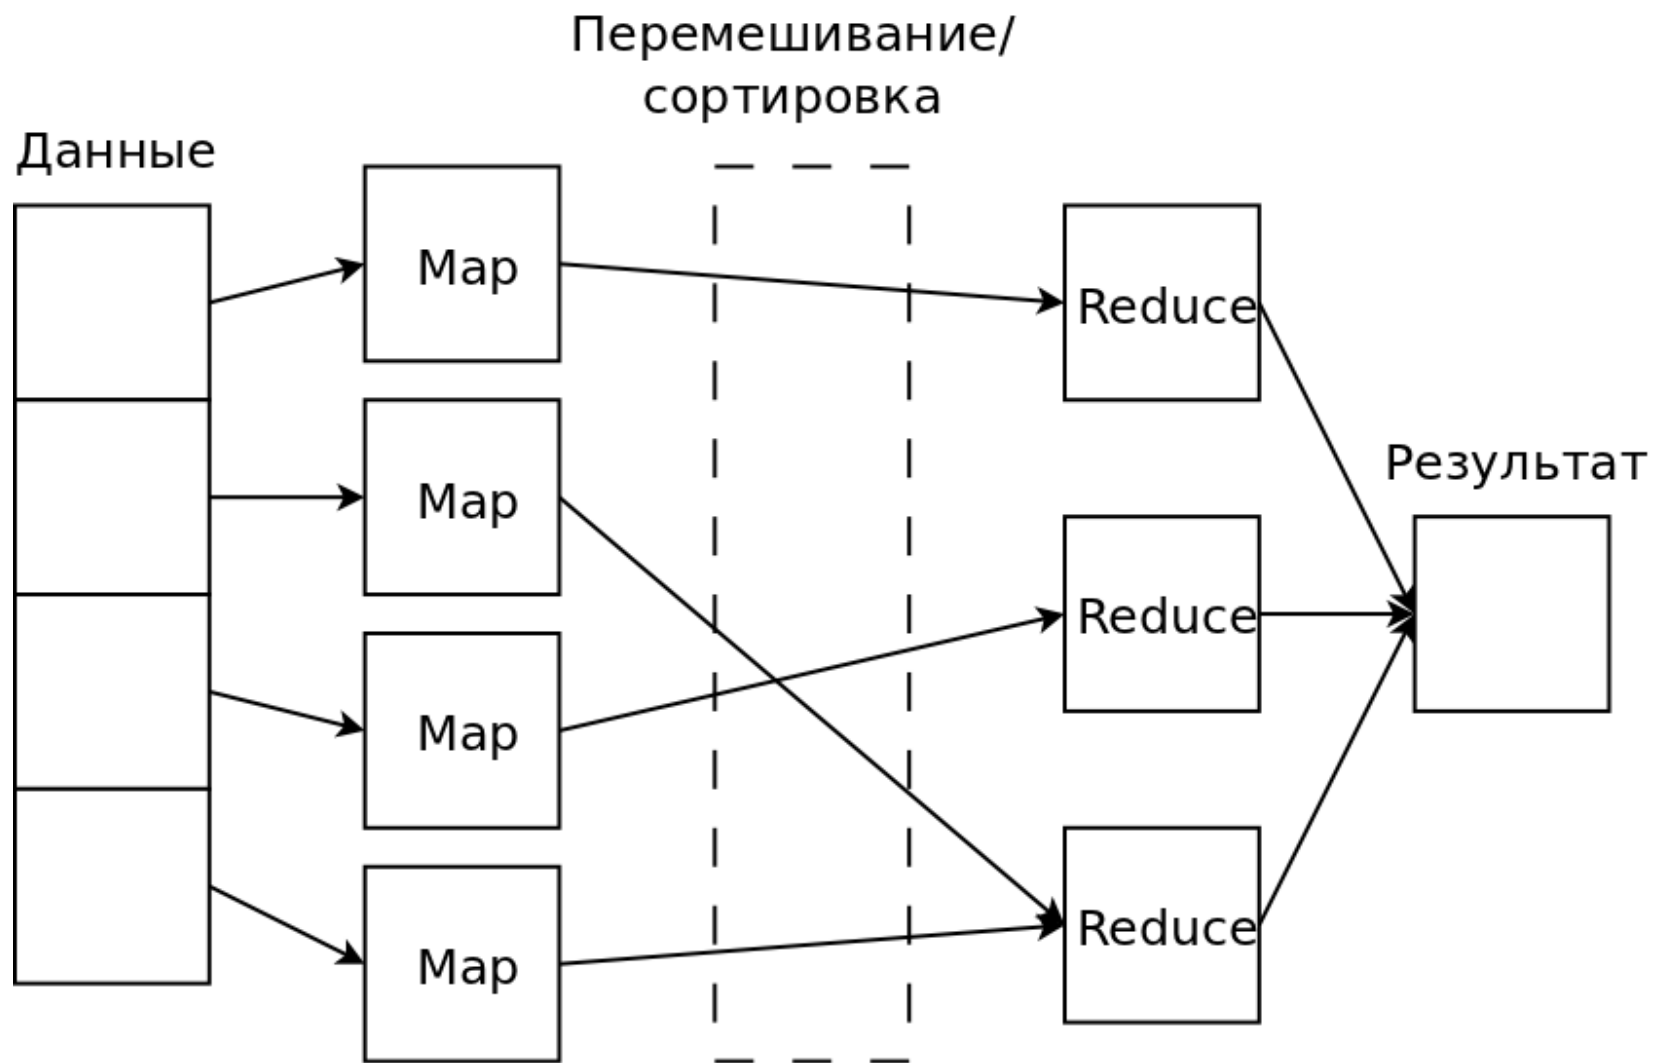 Перемешивание/
сортировка
Данные
Map
Map
Map
Map
Reduce
Reduce
Reduce
Результат